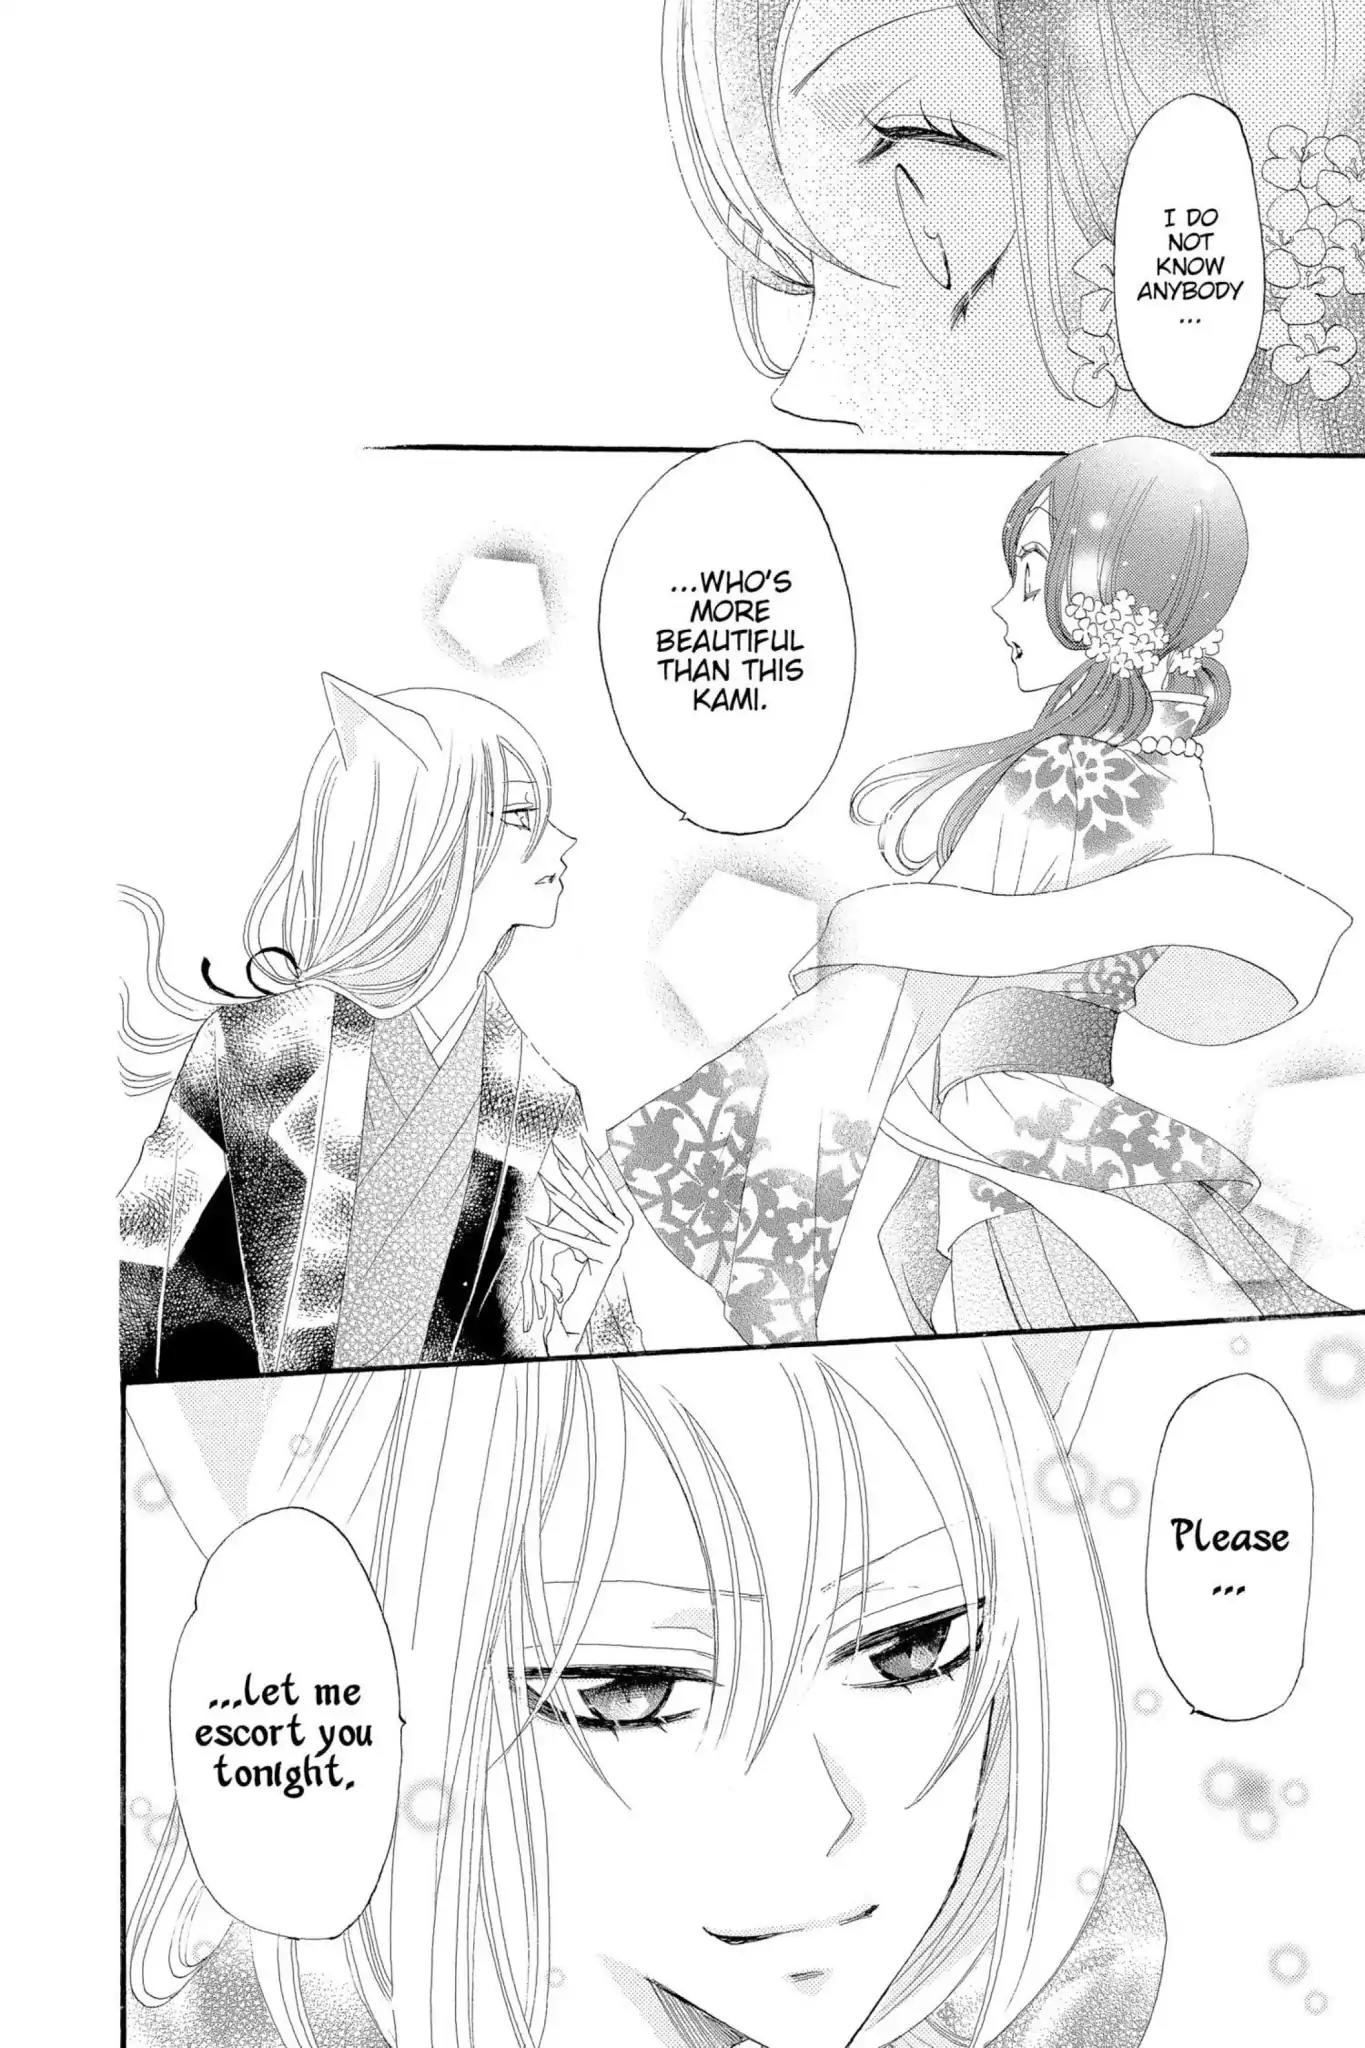 I DO
NOT
KNOW
ANYBODY
...
...WHO'S
MORE
BEAUTIFUL
THAN THIS
KAMI.
Please
...
...let me
escort you
tonight.